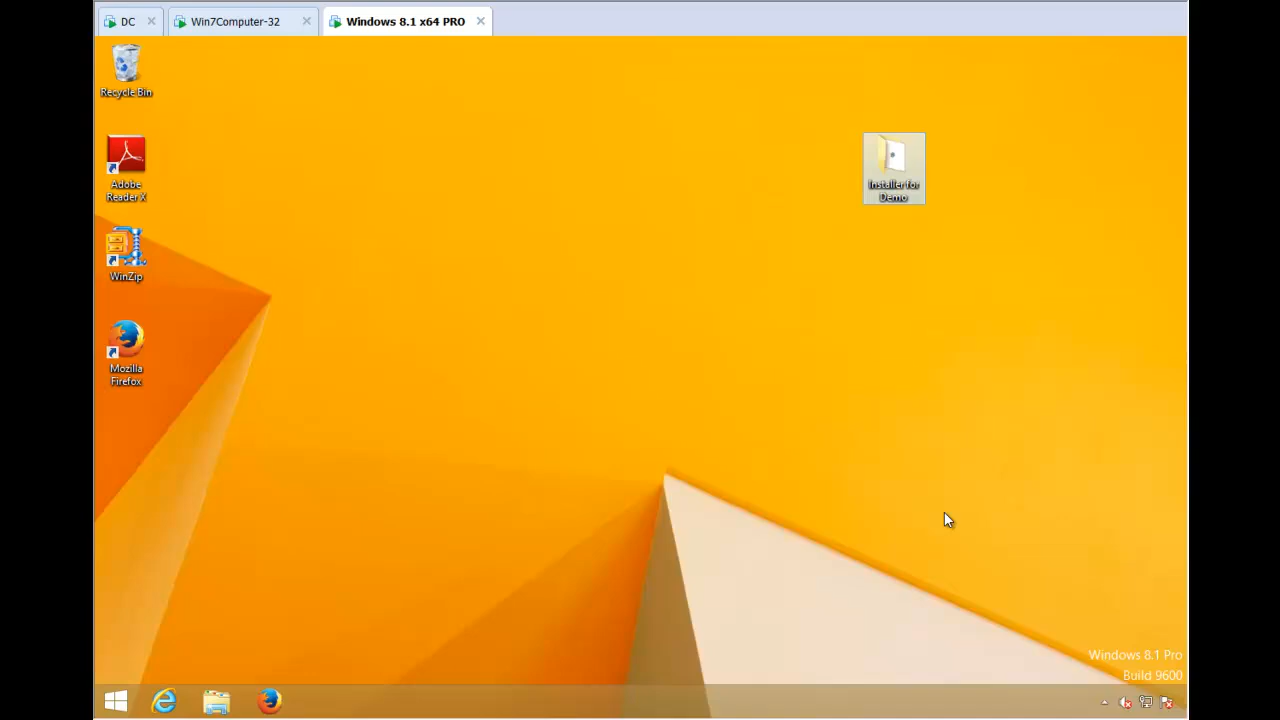 DC
Win7Computer-32
Windows 8.1 x64 PRO
Recycle Bin
Adobe
Reader X
WinZip
Mozilla
Firefox
Installer for
Demo
Windows 8.1 Pro
Build 9600